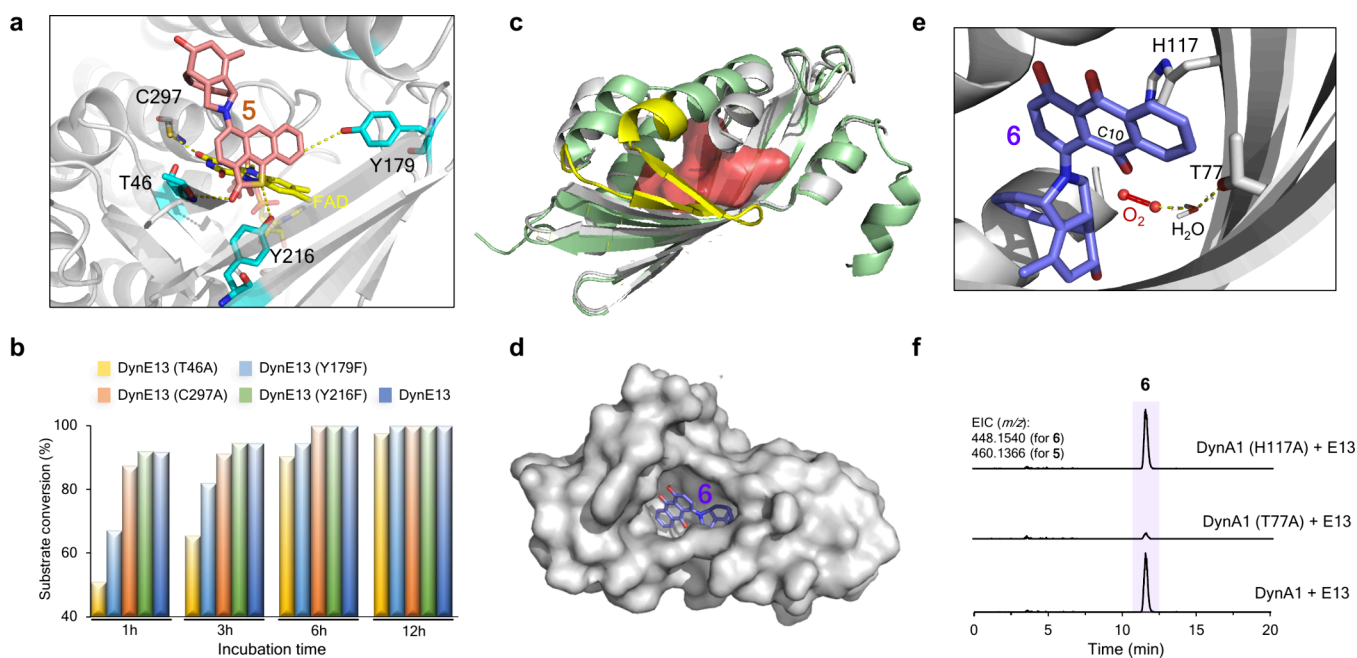 a
C297
5
Y179
T46
FAD
Y216
b
DynE13 (T46A)
DynE13 (Y179F)
DynE13 (C297A)
DynE13 (Y216F)
DynE13
Substrate conversion (%)
100
80
60
40
1h
3h
6h
12h
Incubation time
c
d
6
e
H117
6
C10
T77
O2
H2O
f
6
EIC (m/z):
448.1540 (for 6)
460.1366 (for 5)
DynA1 (H117A) + E13
DynA1 (T77A) + E13
DynA1 + E13
0
5
10
15
20
Time (min)